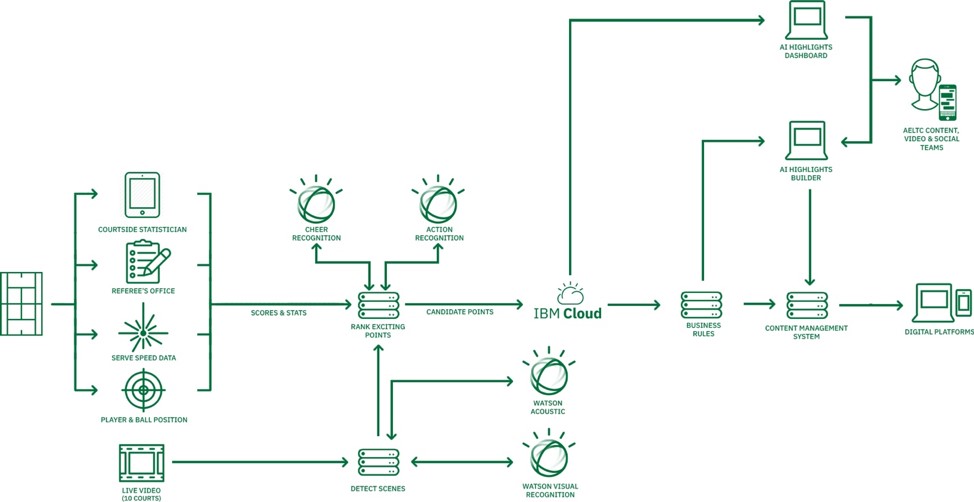 AI HIGHLIGHTS
DASHBOARD
AELTC CONTENT,
VIDEO & SOCIAL
TEAMS
AI HIGHLIGHTS
BUILDER
COURTSIDE STATISTICIAN
CHEER
RECOGNITION
ACTION
RECOGNITION
REFEREE'S OFFICE
SCORES & STATS
RANK EXCITING
POINTS
CANDIDATE POINTS
IBM Cloud
BUSINESS
RULES
CONTENT MANAGEMENT
SYSTEM
DIGITAL PLATFORMS
SERVE SPEED DATA
PLAYER & BALL POSITION
WATSON
ACOUSTIC
LIVE VIDEO
(10 COURTS)
DETECT SCENES
WATSON VISUAL
RECOGNITION